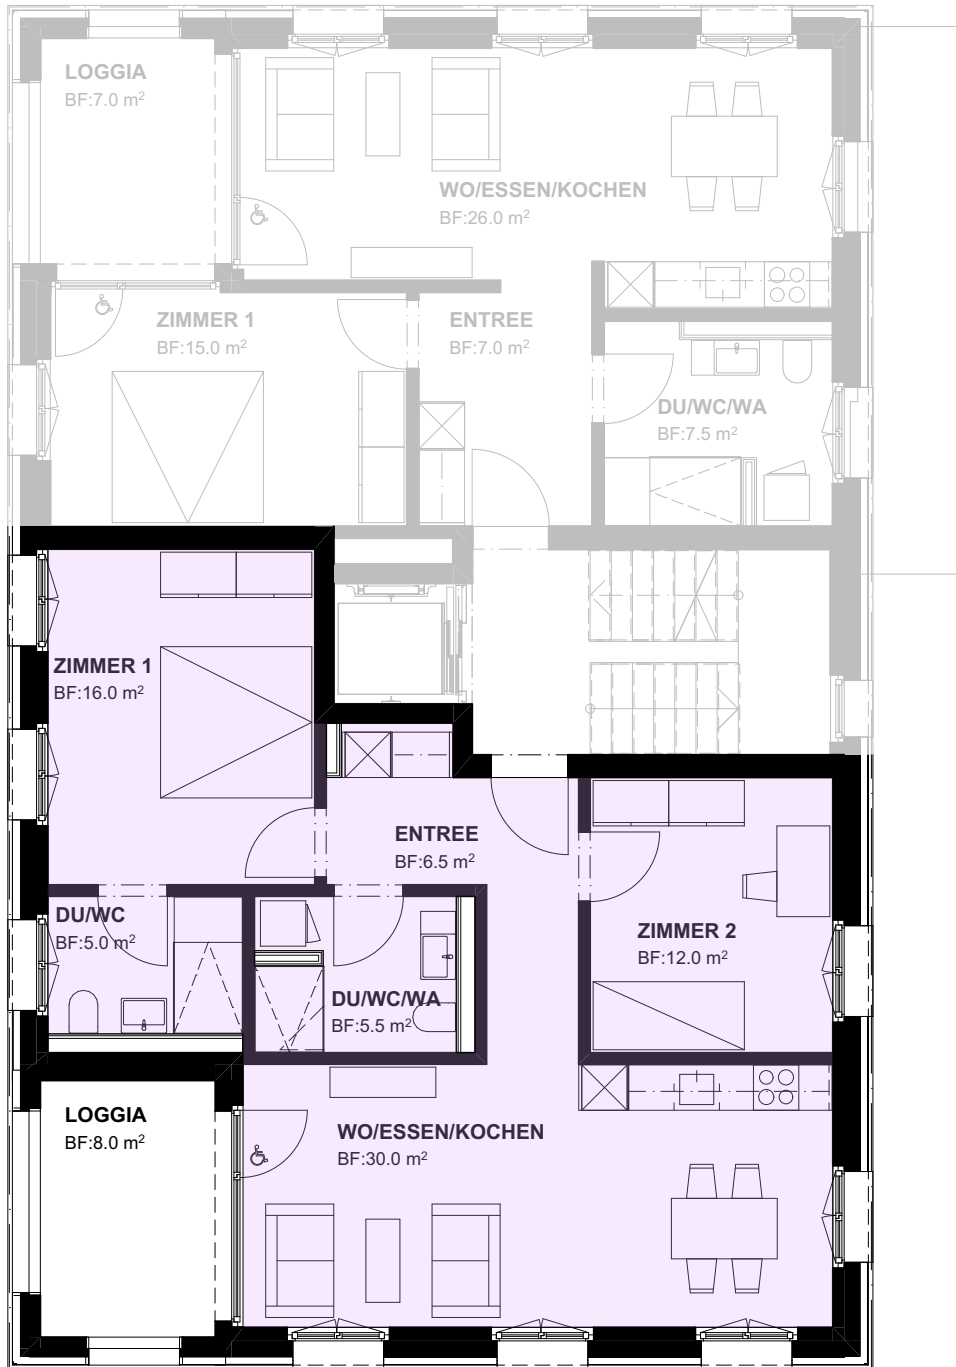 LOGGIA
BF:7.0 m²
WO/ESSEN/KOCHEN
BF:26.0 m²
ZIMMER 1
BF:15.0 m²
ENTREE
BF:7.0 m²
DU/WC/WA
BF:7.5 m²
ZIMMER 1
BF:16.0 m²
ENTREE
BF:6.5 m²
DU/WC
BF:5.0 m²
ZIMMER 2
BF:12.0 m²
DU/WC/WA
BF:5.5 m²
LOGGIA
BF:8.0 m²
WO/ESSEN/KOCHEN
BF:30.0 m²